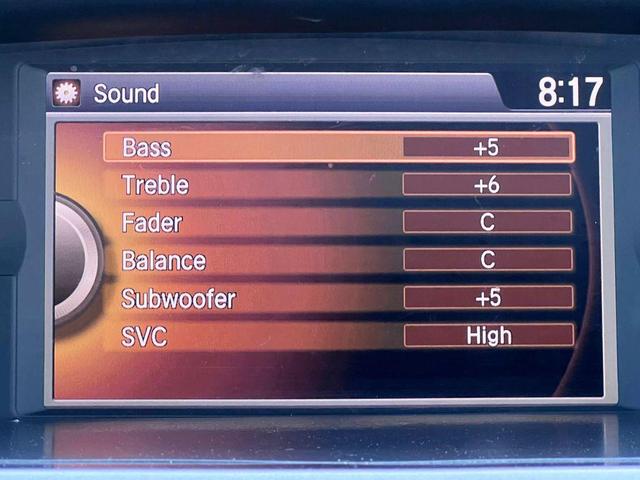 Sound 8:17
Bass +5
Treble +6
Fader C
Balance C
Subwoofer +5
SVC High